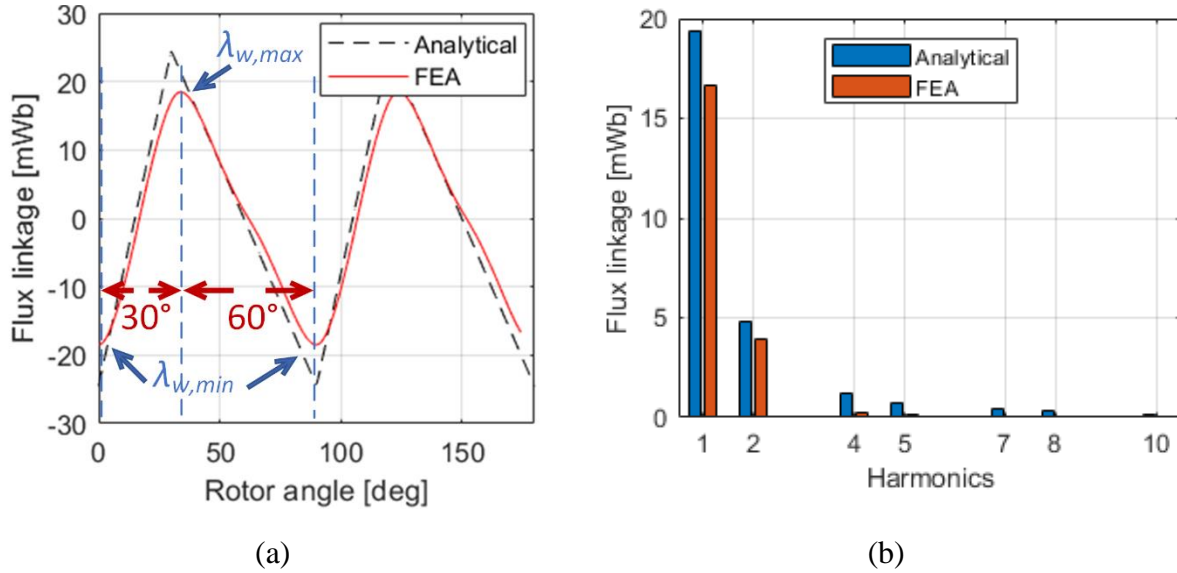 Flux linkage [mWb]
30
20
10
0
-10
-20
-30
λw,max
Analytical
FEA
30°
60°
λw,min
0
50
100
150
Rotor angle [deg]
(a)
Flux linkage [mWb]
20
15
10
5
0
Analytical
FEA
1
2
4
5
7
8
10
Harmonics
(b)